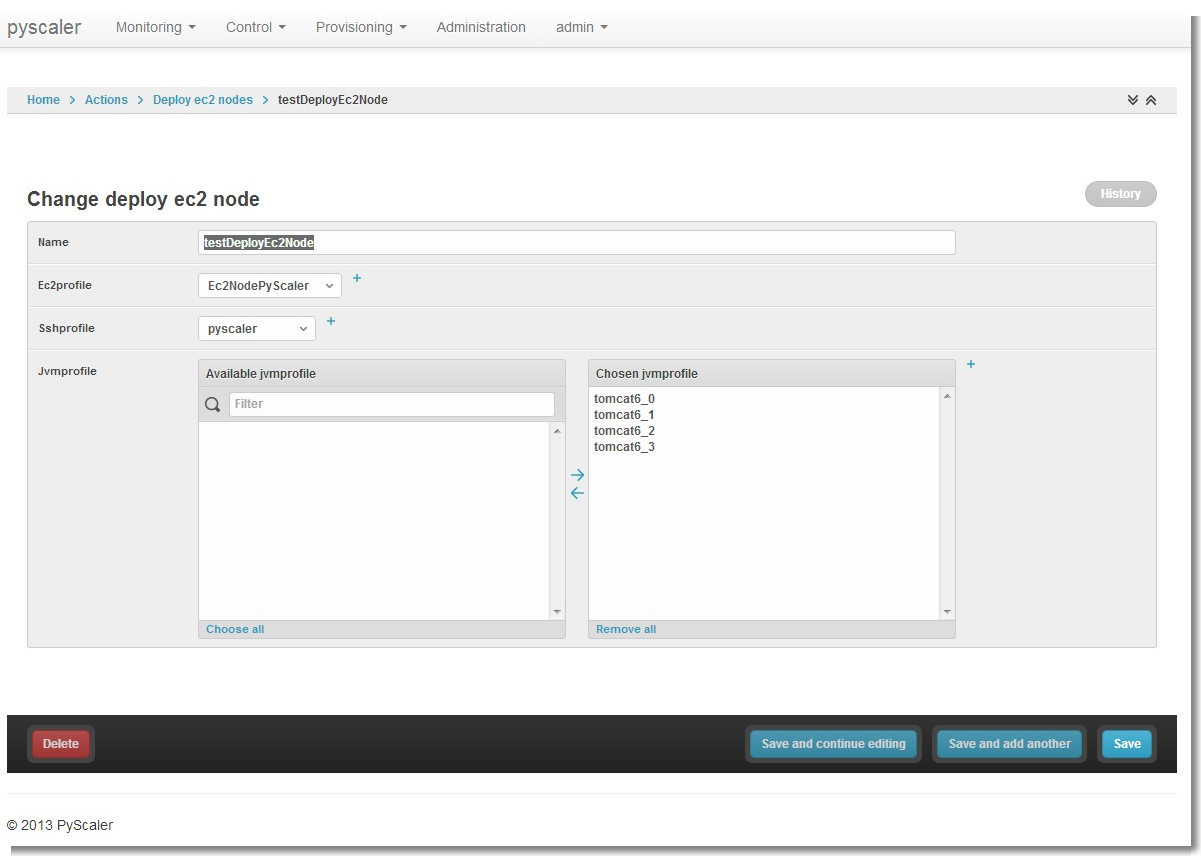 pyscaler Monitoring Control Provisioning Administration admin
Home > Actions > Deploy ec2 nodes > testDeployEc2Node
Change deploy ec2 node
History
Name testDeployEc2Node
Ec2profile Ec2NodePyScaler +
Sshprofile pyscaler +
Jvmprofile
Available jvmprofile
Filter
Choose all
Chosen jvmprofile +
tomcat6_0
tomcat6_1
tomcat6_2
tomcat6_3
Remove all
Delete Save and continue editing Save and add another Save
© 2013 PyScaler